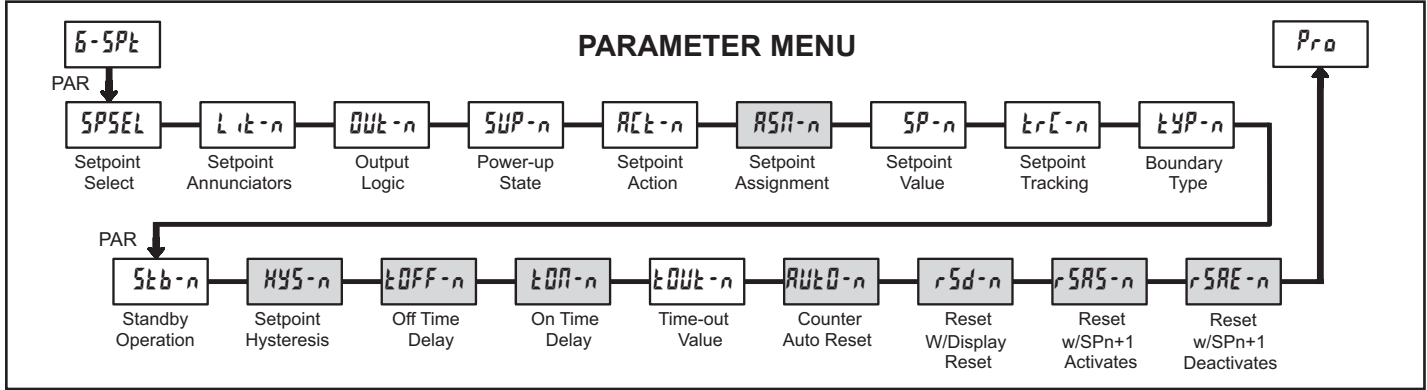 6-SPt
PARAMETER MENU
Pro
PAR
SPSEL Lit-n OUt-n SUP-n ACt-n ASN-n SP-n trC-n tYP-n
Setpoint Setpoint Output Power-up Setpoint Setpoint Setpoint Setpoint Boundary
Select Annunciators Logic State Action Assignment Value Tracking Type
PAR
Stb-n HYS-n tOFF-n tON-n tOUt-n AUtO-n rSd-n rSAS-n rSAE-n
Standby Setpoint Off Time On Time Time-out Counter Reset Reset Reset
Operation Hysteresis Delay Delay Value Auto Reset W/Display w/SPn+1 w/SPn+1
Reset Activates Deactivates